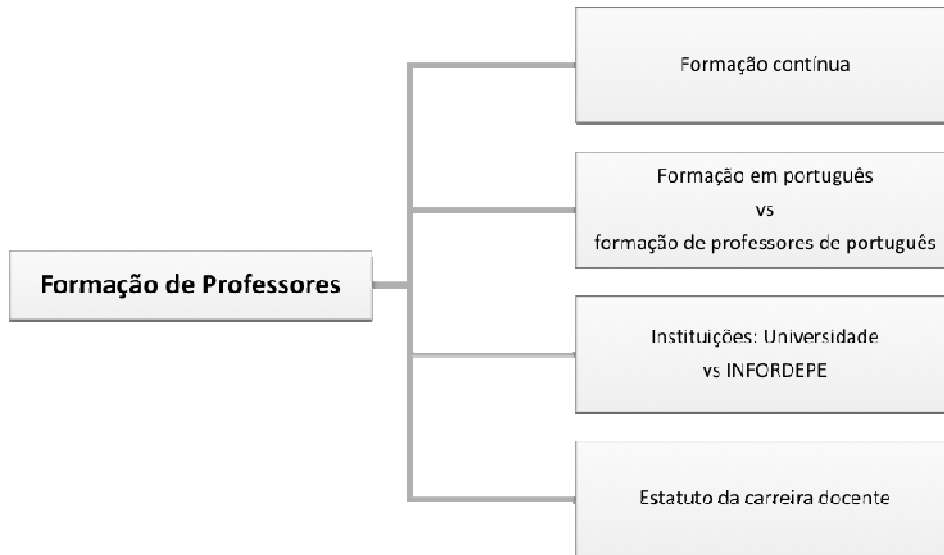 Formação contínua
Formação em português
vs
formação de professores de português
Formação de Professores
Instituições: Universidade
vs INFORDEPE
Estatuto da carreira docente